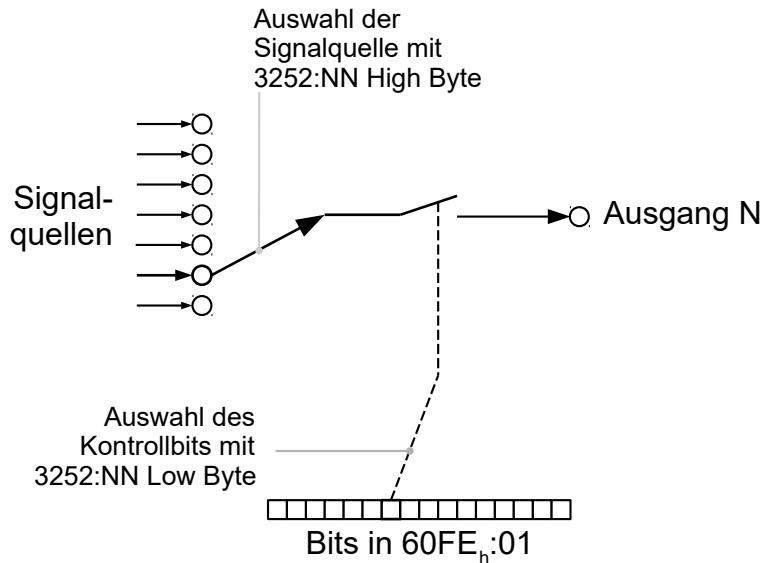 Auswahl der
Signalquelle mit
3252:NN High Byte
Signal-
quellen
Ausgang N
Auswahl des
Kontrollbits mit
3252:NN Low Byte
Bits in 60FEₕ:01